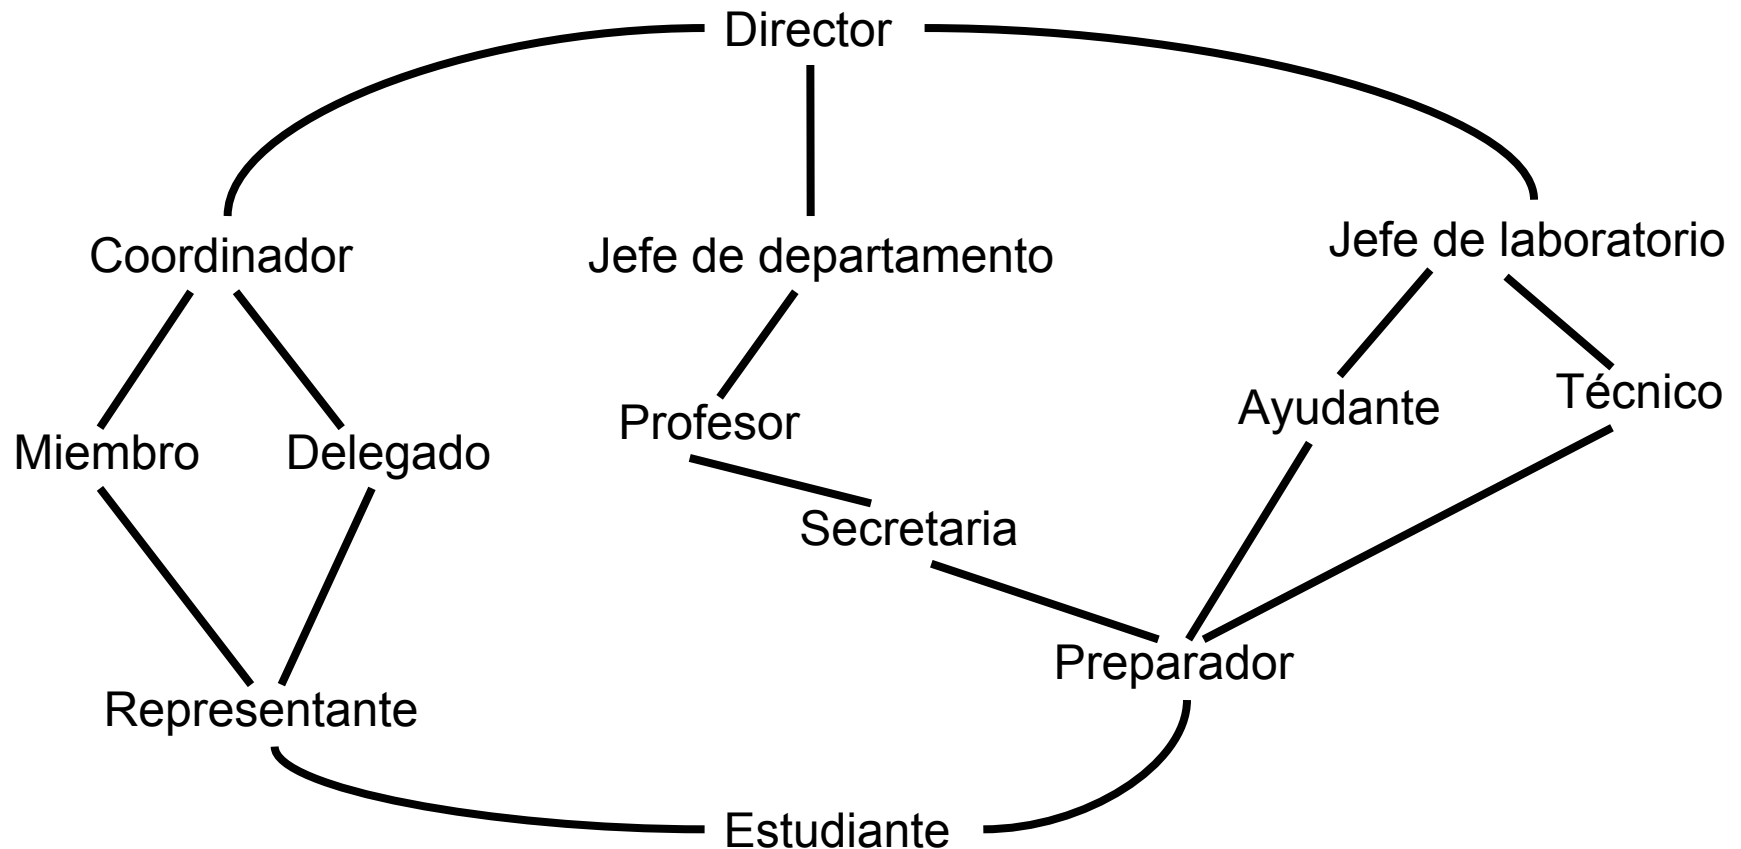 Director
Coordinador
Jefe de departamento
Jefe de laboratorio
Miembro
Delegado
Profesor
Ayudante
Técnico
Secretaria
Preparador
Representante
Estudiante